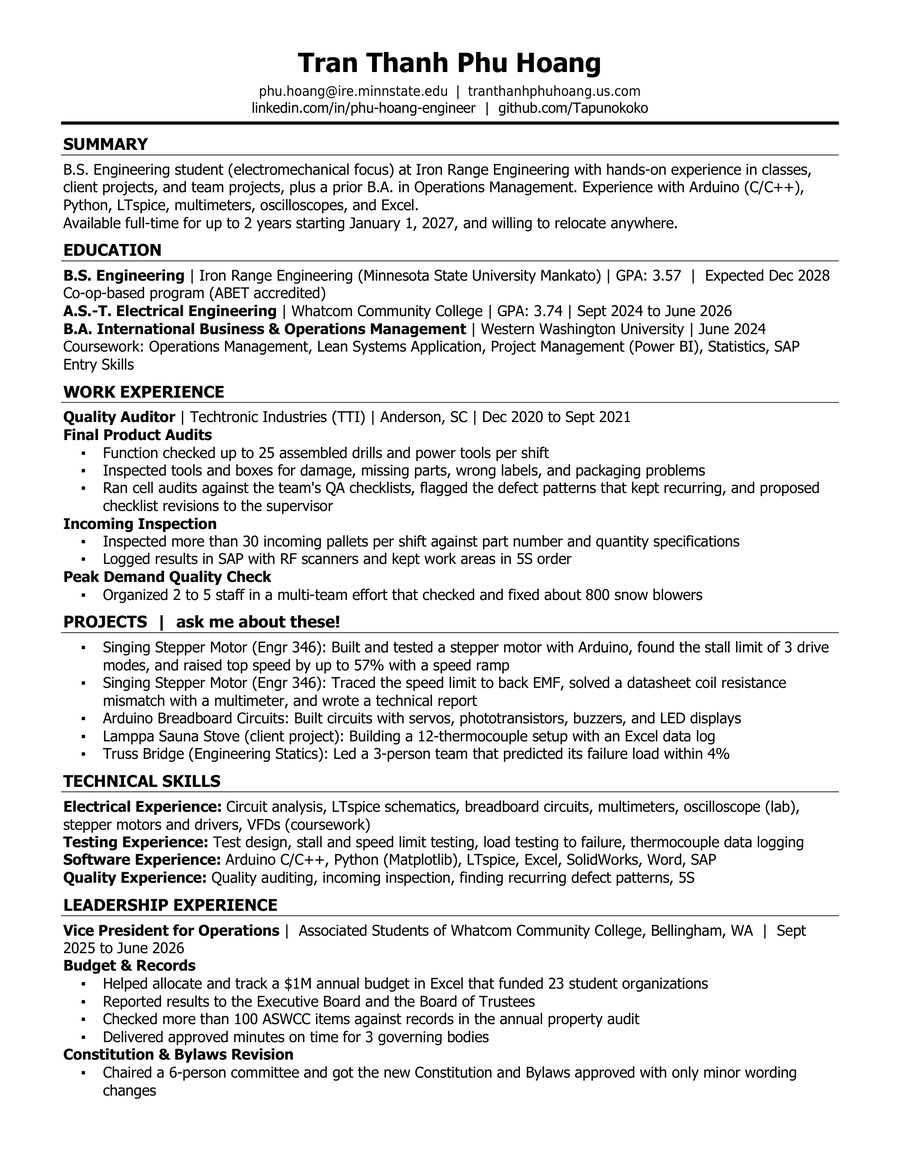 Tran Thanh Phu Hoang
phu.hoang@ire.minnstate.edu | tranthanhphuhoang.us.com
linkedin.com/in/phu-hoang-engineer | github.com/Tapunokoko
SUMMARY
B.S. Engineering student (electromechanical focus) at Iron Range Engineering with hands-on experience in classes,
client projects, and team projects, plus a prior B.A. in Operations Management. Experience with Arduino (C/C++),
Python, LTspice, multimeters, oscilloscopes, and Excel.
Available full-time for up to 2 years starting January 1, 2027, and willing to relocate anywhere.
EDUCATION
B.S. Engineering | Iron Range Engineering (Minnesota State University Mankato) | GPA: 3.57 | Expected Dec 2028
Co-op-based program (ABET accredited)
A.S.-T. Electrical Engineering | Whatcom Community College | GPA: 3.74 | Sept 2024 to June 2026
B.A. International Business & Operations Management | Western Washington University | June 2024
Coursework: Operations Management, Lean Systems Application, Project Management (Power BI), Statistics, SAP
Entry Skills
WORK EXPERIENCE
Quality Auditor | Techtronic Industries (TTI) | Anderson, SC | Dec 2020 to Sept 2021
Final Product Audits
▪ Function checked up to 25 assembled drills and power tools per shift
▪ Inspected tools and boxes for damage, missing parts, wrong labels, and packaging problems
▪ Ran cell audits against the team's QA checklists, flagged the defect patterns that kept recurring, and proposed
checklist revisions to the supervisor
Incoming Inspection
▪ Inspected more than 30 incoming pallets per shift against part number and quantity specifications
▪ Logged results in SAP with RF scanners and kept work areas in 5S order
Peak Demand Quality Check
▪ Organized 2 to 5 staff in a multi-team effort that checked and fixed about 800 snow blowers
PROJECTS | ask me about these!
▪ Singing Stepper Motor (Engr 346): Built and tested a stepper motor with Arduino, found the stall limit of 3 drive
modes, and raised top speed by up to 57% with a speed ramp
▪ Singing Stepper Motor (Engr 346): Traced the speed limit to back EMF, solved a datasheet coil resistance
mismatch with a multimeter, and wrote a technical report
▪ Arduino Breadboard Circuits: Built circuits with servos, phototransistors, buzzers, and LED displays
▪ Lamppa Sauna Stove (client project): Building a 12-thermocouple setup with an Excel data log
▪ Truss Bridge (Engineering Statics): Led a 3-person team that predicted its failure load within 4%
TECHNICAL SKILLS
Electrical Experience: Circuit analysis, LTspice schematics, breadboard circuits, multimeters, oscilloscope (lab),
stepper motors and drivers, VFDs (coursework)
Testing Experience: Test design, stall and speed limit testing, load testing to failure, thermocouple data logging
Software Experience: Arduino C/C++, Python (Matplotlib), LTspice, Excel, SolidWorks, Word, SAP
Quality Experience: Quality auditing, incoming inspection, finding recurring defect patterns, 5S
LEADERSHIP EXPERIENCE
Vice President for Operations | Associated Students of Whatcom Community College, Bellingham, WA | Sept
2025 to June 2026
Budget & Records
▪ Helped allocate and track a $1M annual budget in Excel that funded 23 student organizations
▪ Reported results to the Executive Board and the Board of Trustees
▪ Checked more than 100 ASWCC items against records in the annual property audit
▪ Delivered approved minutes on time for 3 governing bodies
Constitution & Bylaws Revision
▪ Chaired a 6-person committee and got the new Constitution and Bylaws approved with only minor wording
changes